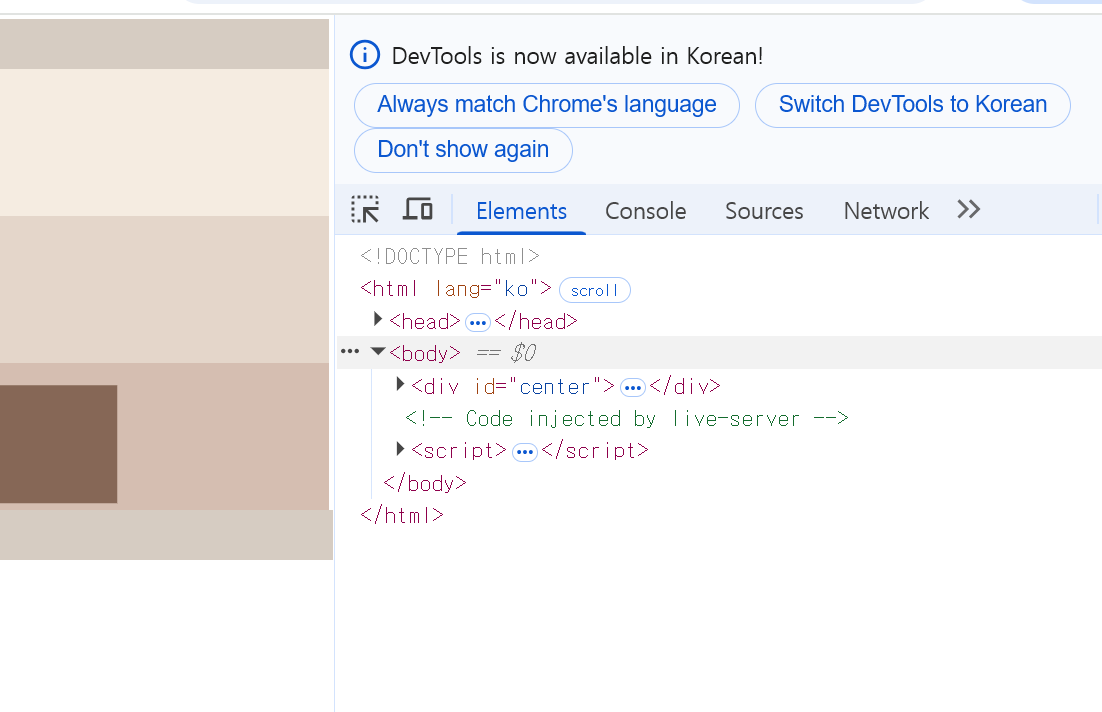 DevTools is now available in Korean!
Always match Chrome's language
Switch DevTools to Korean
Don't show again
Elements Console Sources Network
<!DOCTYPE html>
<html lang="ko"> scroll
<head> ••• </head>
••• <body> == $0
<div id="center"> ••• </div>
<!-- Code injected by live-server -->
<script> ••• </script>
</body>
</html>